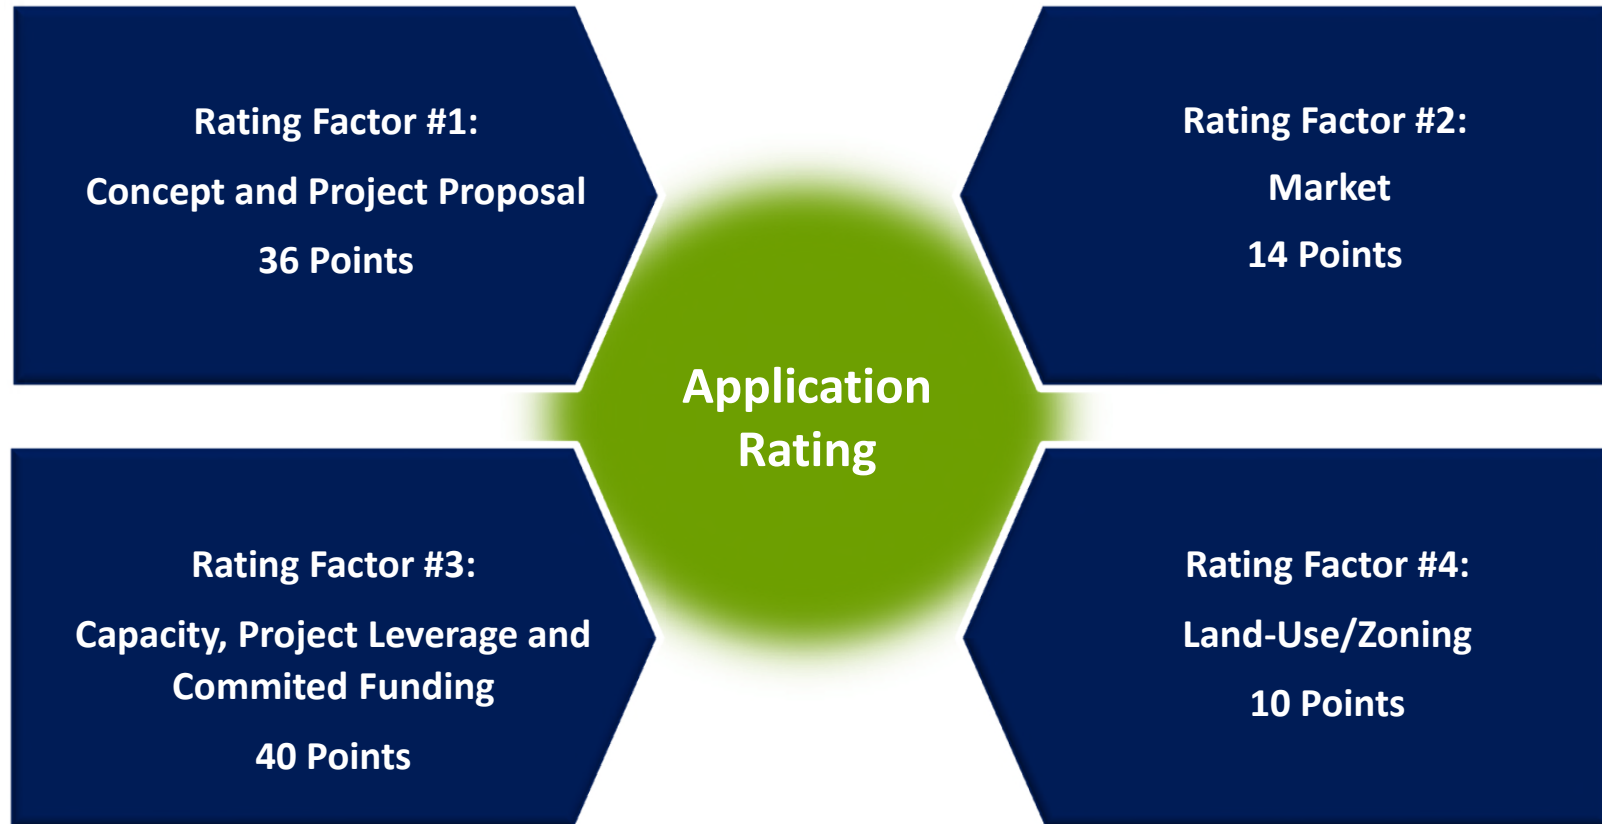 Rating Factor #1:
Concept and Project Proposal
36 Points
Rating Factor #2:
Market
14 Points
Application
Rating
Rating Factor #3:
Capacity, Project Leverage and
Commited Funding
40 Points
Rating Factor #4:
Land-Use/Zoning
10 Points